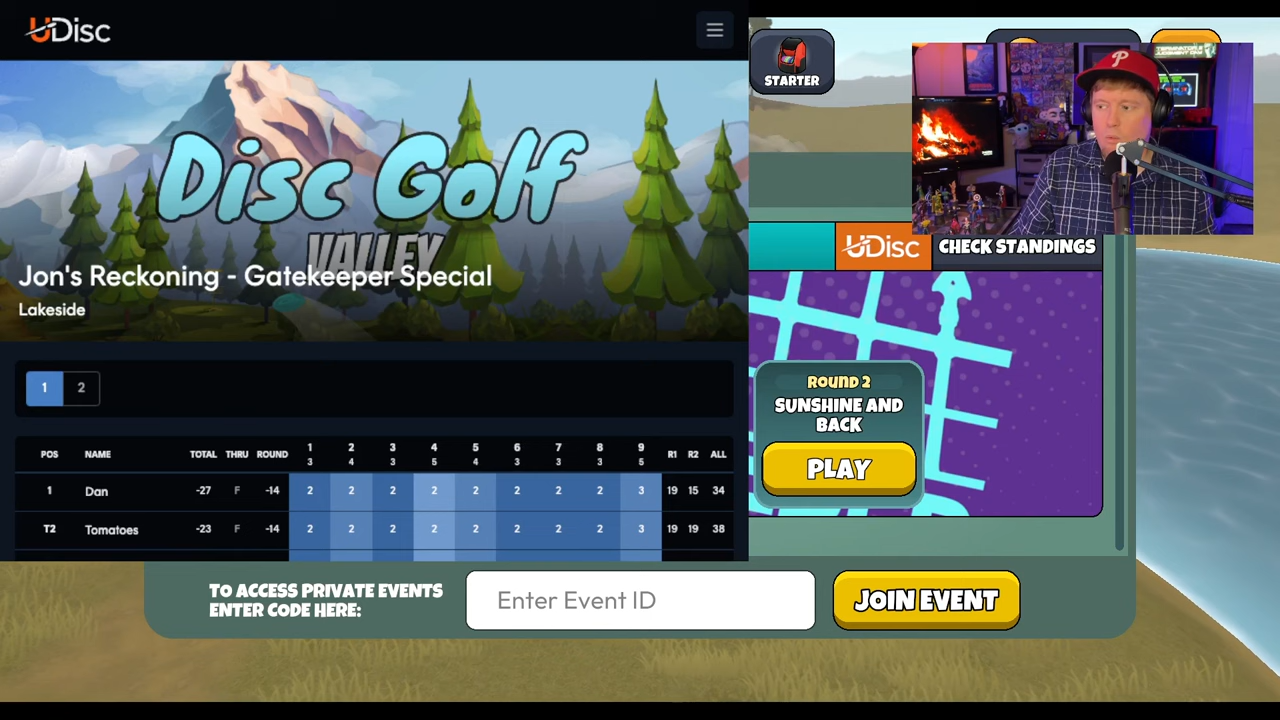 UDisc
STARTER
Disc Golf
VALLEY
Jon's Reckoning - Gatekeeper Special
Lakeside
UDisc CHECK STANDINGS
1 2
Round 2
SUNSHINE AND
BACK
PLAY
POS NAME TOTAL THRU ROUND 1 2 3 4 5 6 7 8 9 R1 R2 ALL
3 4 3 5 4 3 3 3 5
1 Dan -27 F -14 2 2 2 2 2 2 2 2 3 19 15 34
T2 Tomatoes -23 F -14 2 2 2 2 2 2 2 2 3 19 19 38
TO ACCESS PRIVATE EVENTS
ENTER CODE HERE:
Enter Event ID
JOIN EVENT